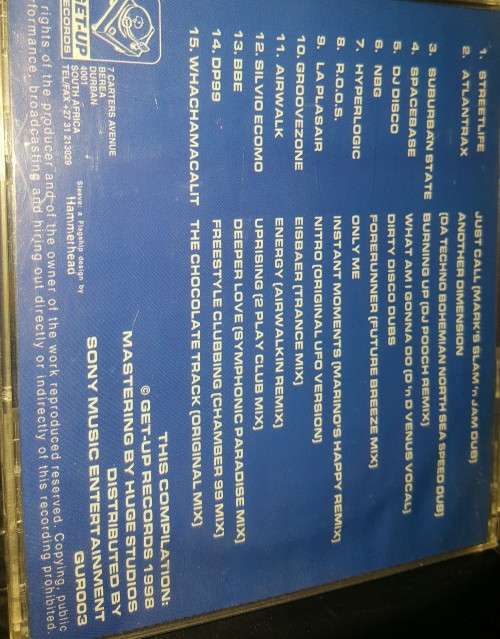 1. STREETLIFE JUST CALL (MARK'S SLAM 'n JAM DUB)
2. ATLANTRAX ANOTHER DIMENSION
(DA TECHNO BOHEMIAN NORTH SEA SPEED DUB)
3. SUBURBAN STATE BURNING UP (DJ POOCH REMIX)
4. SPACEBASE WHAT AM I GONNA DO (D 'n D VENUS VOCAL)
5. DJ DISCO DIRTY DISCO DUBS
6. NBG FORERUNNER (FUTURE BREEZE MIX)
7. HYPERLOGIC ONLY ME
8. R.O.O.S. INSTANT MOMENTS (MARINO'S HAPPY REMIX)
9. LA PLASAIR NITRO (ORIGINAL UFO VERSION)
10. GROOVEZONE EISBAER (TRANCE MIX)
11. AIRWALK ENERGY (AIRWALKIN REMIX)
12. SILVIO ECOMO UPRISING (2 PLAY CLUB MIX)
13. BBE DEEPER LOVE (SYMPHONIC PARADISE MIX)
14. DP99 FREESTYLE CLUBBING (CHAMBER 99 MIX)
15. WHACHAMACALIT THE CHOCOLATE TRACK (ORIGINAL MIX)
GET-UP
RECORDS
7 CARTERS AVENUE
BEREA
DURBAN
4001
SOUTH AFRICA
TEL/FAX +27 31 213029
Sleeve: a Flagship design by
Hammerhead
THIS COMPILATION:
© GET-UP RECORDS 1998
MASTERING BY HUGE STUDIOS
DISTRIBUTED BY
SONY MUSIC ENTERTAINMENT
GUR003
rights of the producer and of the owner of the work reproduced reserved. Copying, public
formance, broadcasting and hiring out directly or indirectly of this recording prohibited.